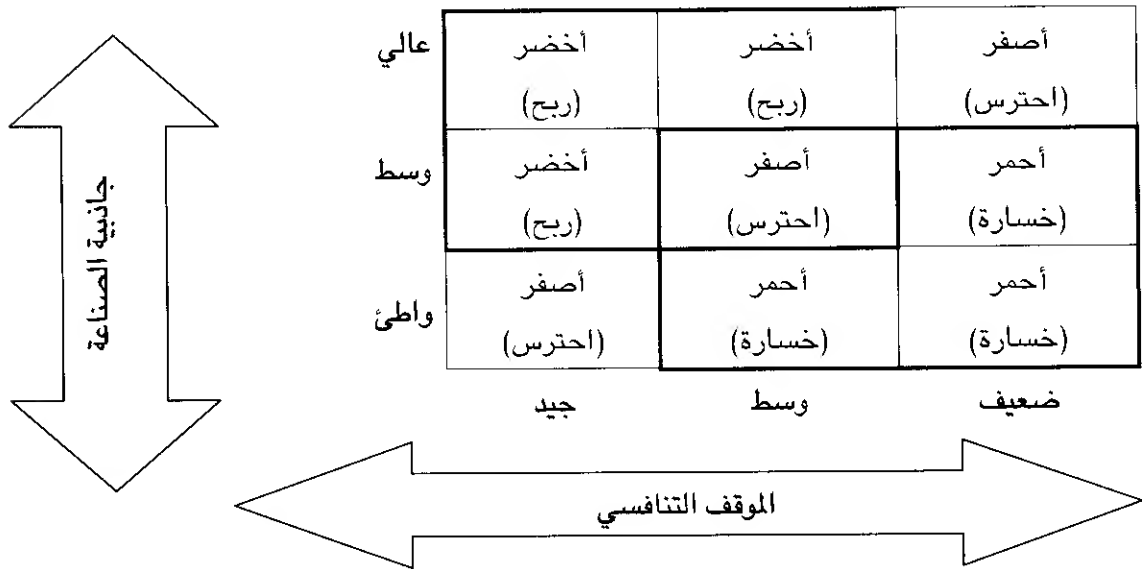 عالي
أخضر
(ربح)
أخضر
(ربح)
أصفر
(احترس)
وسط
أخضر
(ربح)
أصفر
(احترس)
أحمر
(خسارة)
واطئ
أصفر
(احترس)
أحمر
(خسارة)
أحمر
(خسارة)
جيد
وسط
ضعيف
جاذبية الصناعة
الموقف التنافسي